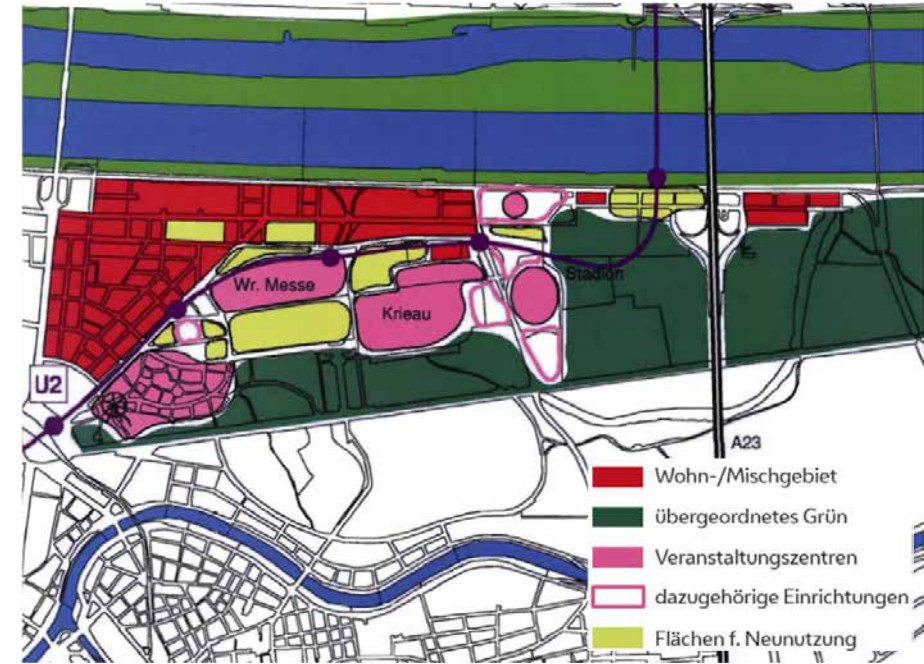 Wr. Messe
Stadion
Krieau
U2
A23
Wohn-/Mischgebiet
übergeordnetes Grün
Veranstaltungszentren
dazugehörige Einrichtungen
Flächen f. Neunutzung